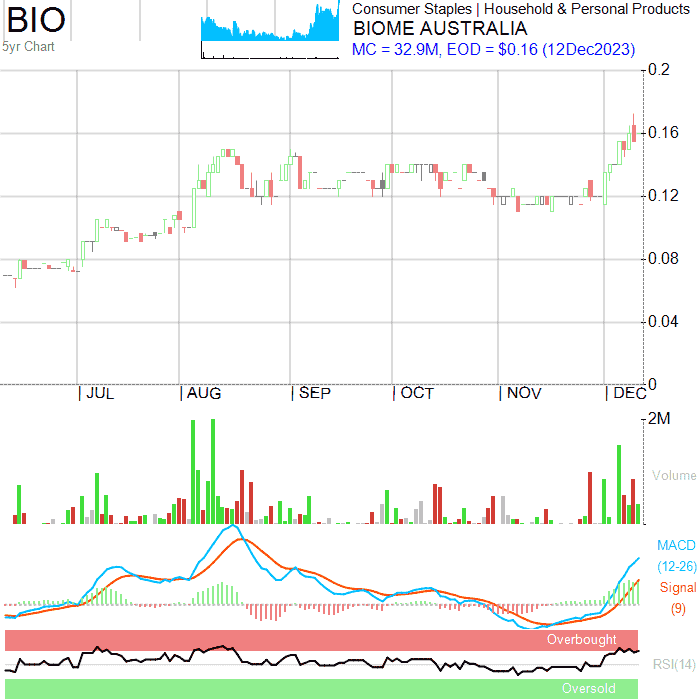 BIO
5yr Chart
Consumer Staples | Household & Personal Products
BIOME AUSTRALIA
MC = 32.9M, EOD = $0.16 (12Dec2023)
0.2
0.16
0.12
0.08
0.04
0
| JUL | AUG | SEP | OCT | NOV | DEC
2M
Volume
MACD
(12-26)
Signal
(9)
Overbought
RSI(14)
Oversold